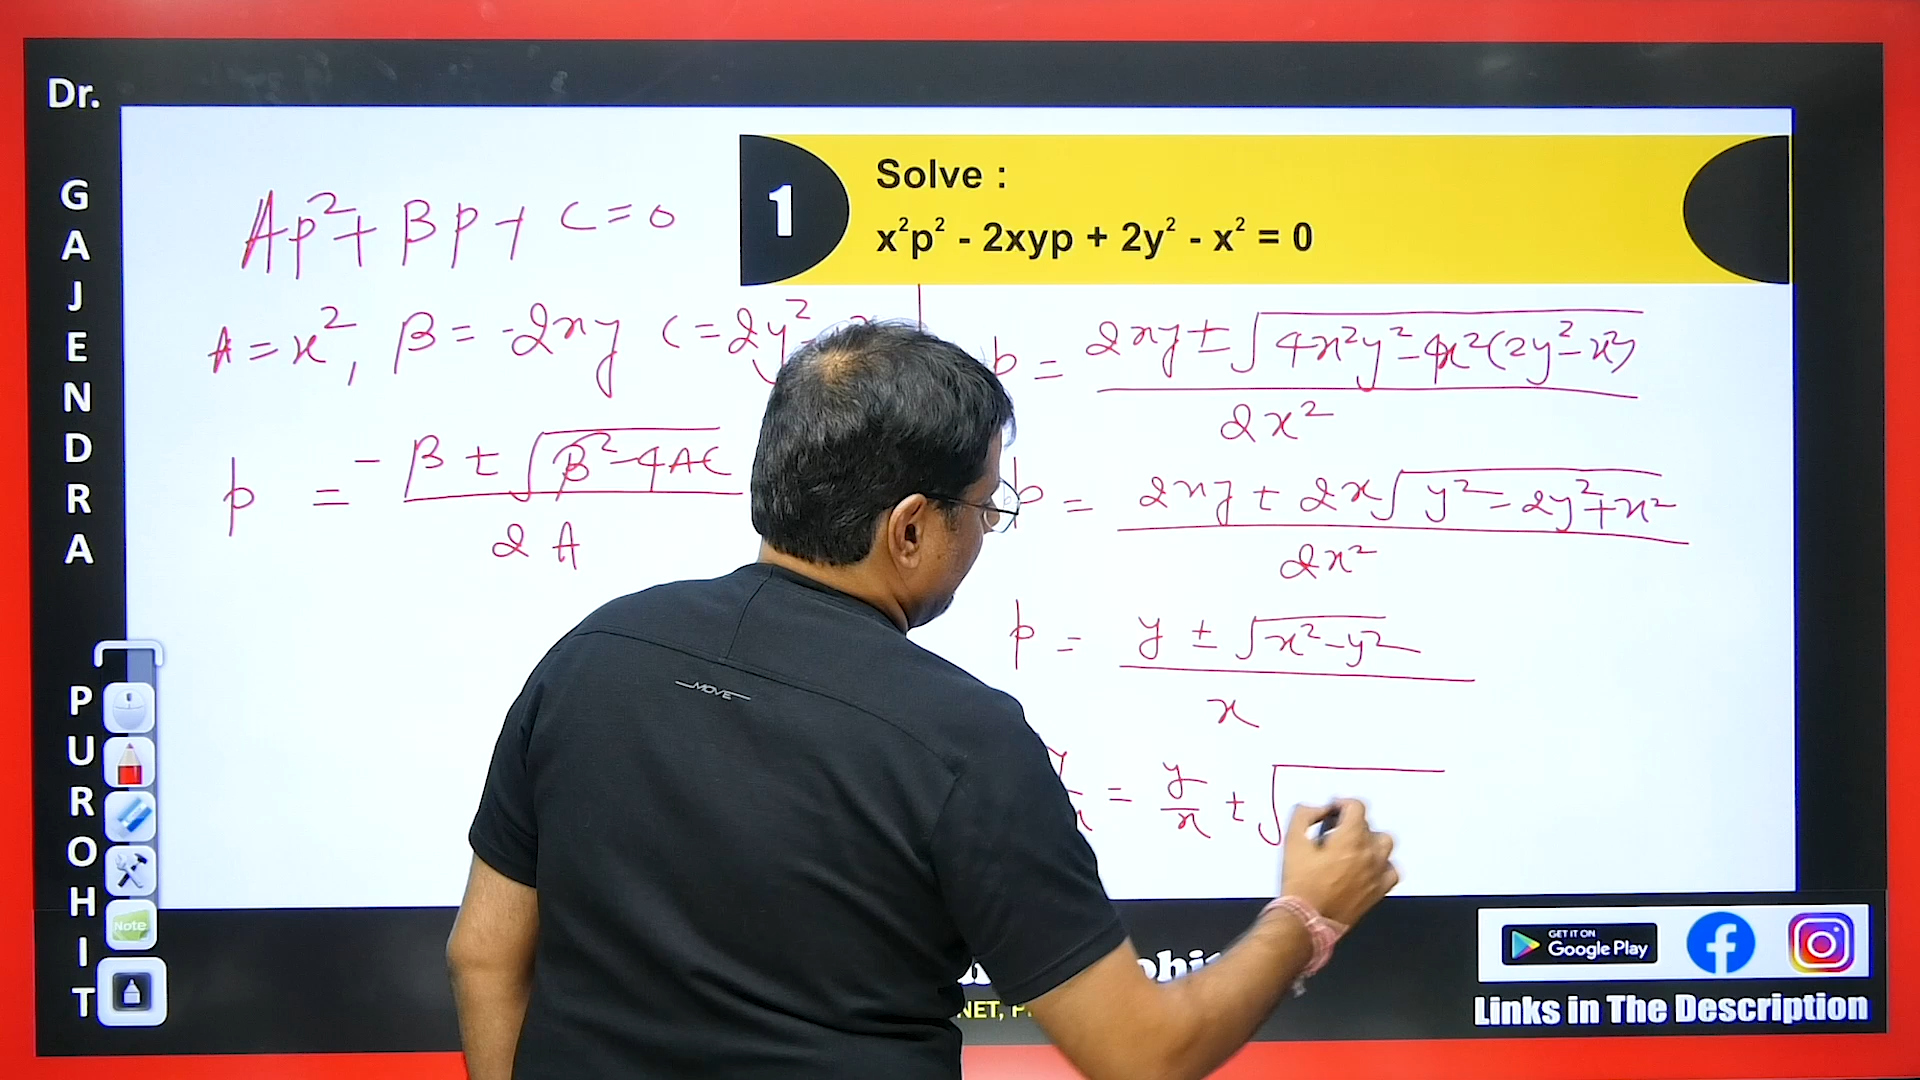 Dr.
GAJENDRA
PUROHIT
1
Solve :
x²p² - 2xyp + 2y² - x² = 0
Ap² + Bp + C = 0
A = x², B = -2xy C = 2y²
p = -B ± √(B² - 4AC) / 2A
p = 2xy ± √(4x²y² - 4x²(2y² - x²)) / 2x²
p = 2xy ± 2x√(y² - 2y² + x²) / 2x²
p = y ± √(x² - y²) / x
= y/x ± √
MOVE
Note
NET,
GET IT ON
Google Play
Links in The Description